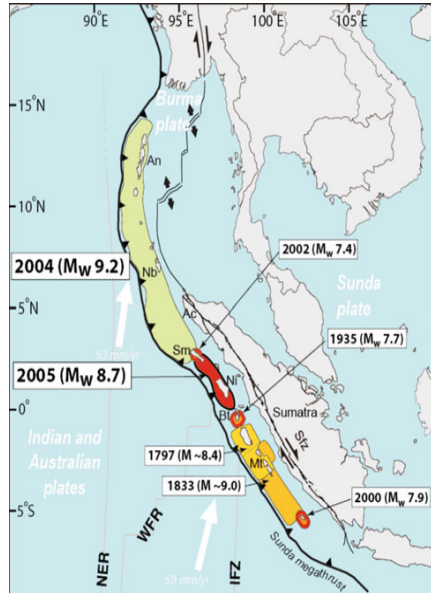 90°E
95°E
100°E
105°E
15°N
10°N
5°N
0°N
5°S
Burma
plate
An
2002 (Mw 7.4)
2004 (Mw 9.2)
Nb
Sunda
plate
Ac
1935 (Mw 7.7)
53 mm/yr
Sm
2005 (Mw 8.7)
Ni
Sumatra
Bt
Sfz
Indian and
Australian
plates
1797 (M ~8.4)
Mt
1833 (M ~9.0)
2000 (Mw 7.9)
WFR
NER
59 mm/yr
IFZ
Sunda megathrust